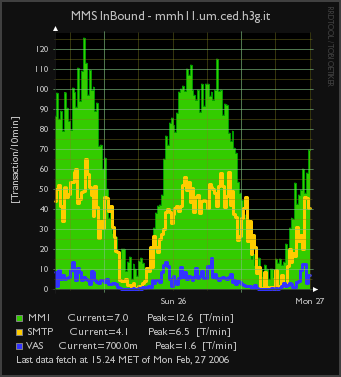 MMS InBound - mmh11.um.ced.h3g.it
RRDTOOL / TOBI OETIKER
[Transaction/10min]
120
110
100
90
80
70
60
50
40
30
20
10
0
Sun 26 Mon 27
MMI Current=7.0 Peak=12.6 [T/min]
SMTP Current=4.1 Peak=6.5 [T/min]
VAS Current=700.0m Peak=1.6 [T/min]
Last data fetch at 15.24 MET of Mon Feb, 27 2006